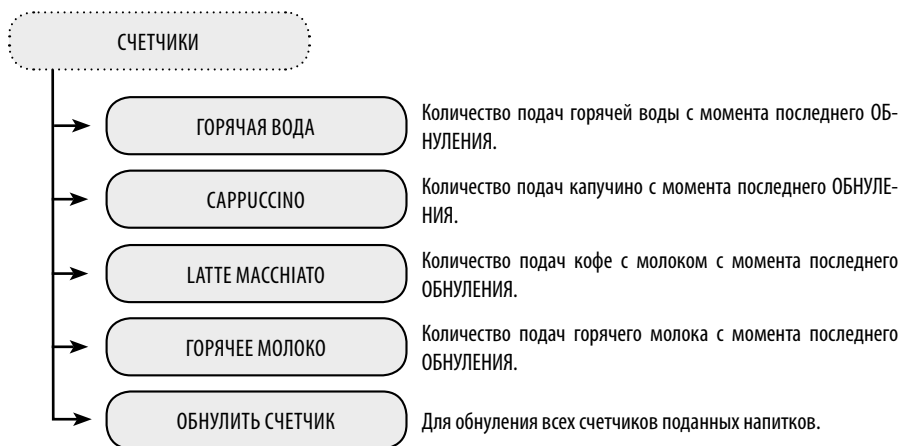 СЧЕТЧИКИ
ГОРЯЧАЯ ВОДА
Количество подач горячей воды с момента последнего ОБ-
НУЛЕНИЯ.
CAPPUCCINO
Количество подач капучино с момента последнего ОБНУЛЕ-
НИЯ.
LATTE MACCHIATO
Количество подач кофе с молоком с момента последнего
ОБНУЛЕНИЯ.
ГОРЯЧЕЕ МОЛОКО
Количество подач горячего молока с момента последнего
ОБНУЛЕНИЯ.
ОБНУЛИТЬ СЧЕТЧИК
Для обнуления всех счетчиков поданных напитков.